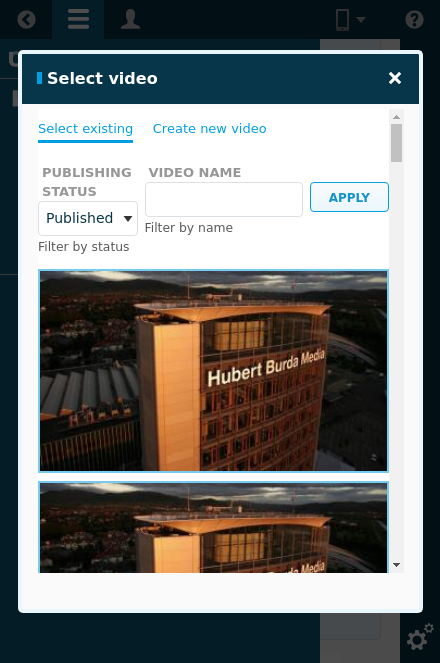 Select video
Select existing
Create new video
PUBLISHING
STATUS
VIDEO NAME
Published
APPLY
Filter by name
Filter by status
Hubert Burda Media
Hubert Burda Media